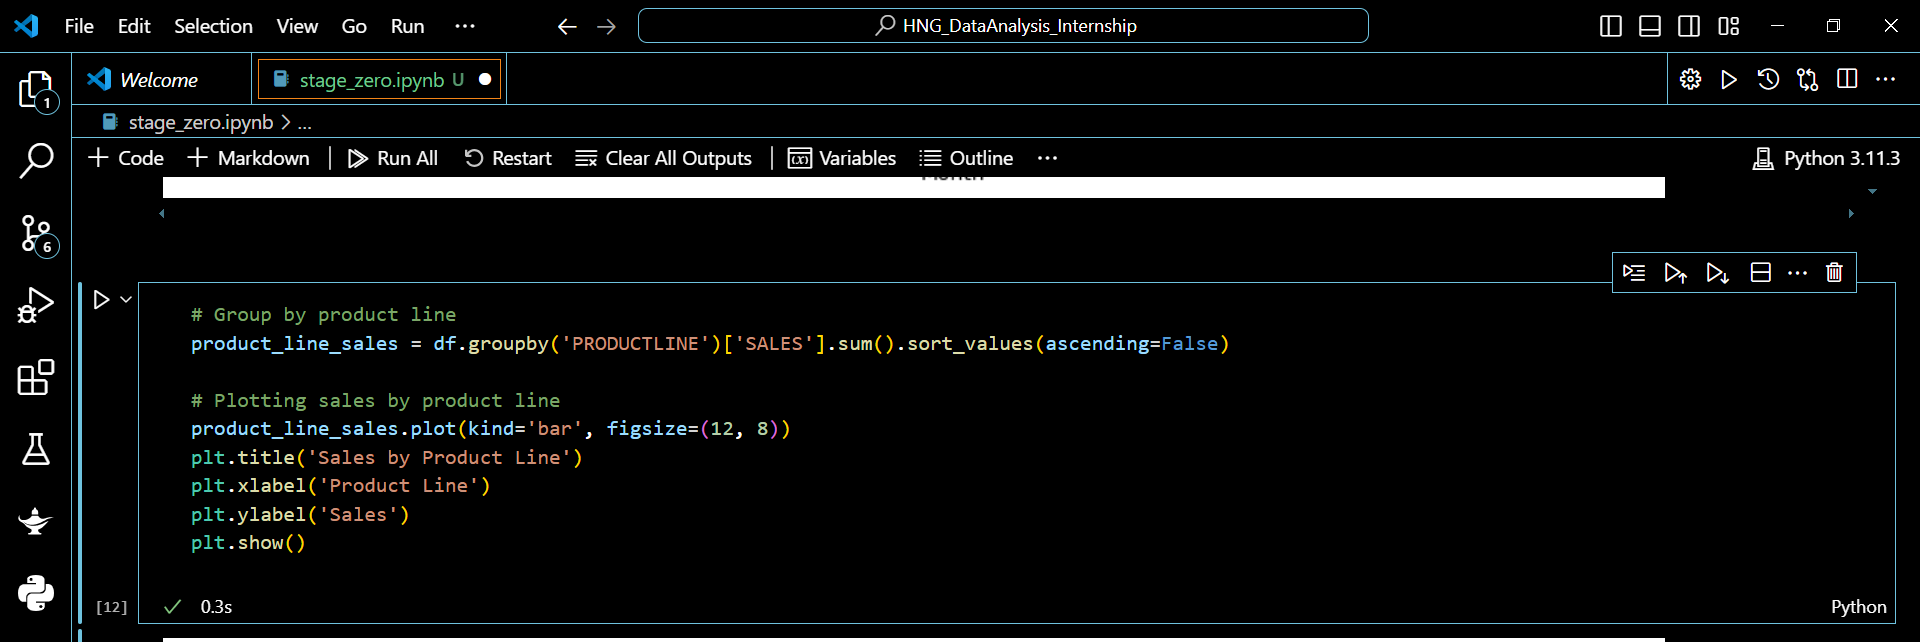 File Edit Selection View Go Run ··· HNG_DataAnalysis_Internship
Welcome stage_zero.ipynb U
1
stage_zero.ipynb > ...
+ Code + Markdown | Run All Restart Clear All Outputs | Variables Outline ··· Python 3.11.3
Month
6
# Group by product line
product_line_sales = df.groupby('PRODUCTLINE')['SALES'].sum().sort_values(ascending=False)
# Plotting sales by product line
product_line_sales.plot(kind='bar', figsize=(12, 8))
plt.title('Sales by Product Line')
plt.xlabel('Product Line')
plt.ylabel('Sales')
plt.show()
[12] ✓ 0.3s Python